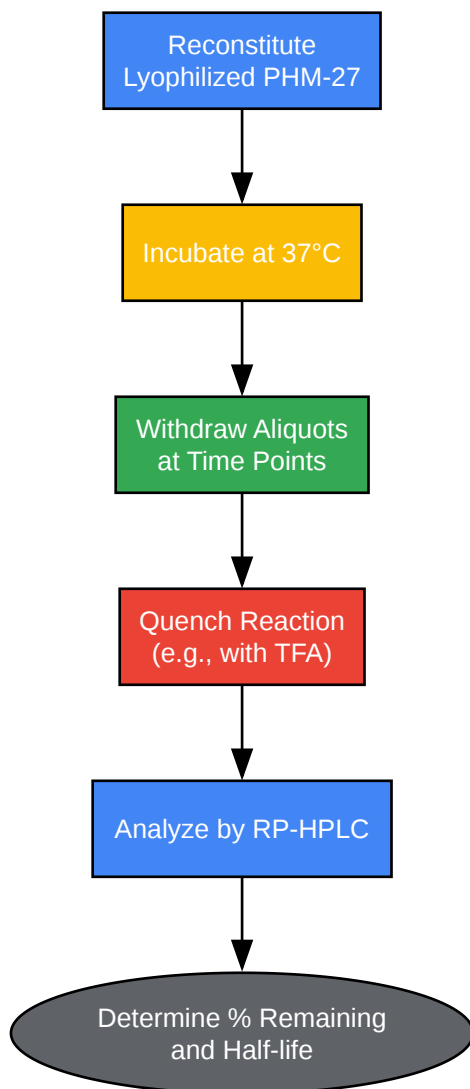 Reconstitute
Lyophilized PHM-27
Incubate at 37°C
Withdraw Aliquots
at Time Points
Quench Reaction
(e.g., with TFA)
Analyze by RP-HPLC
Determine % Remaining
and Half-life